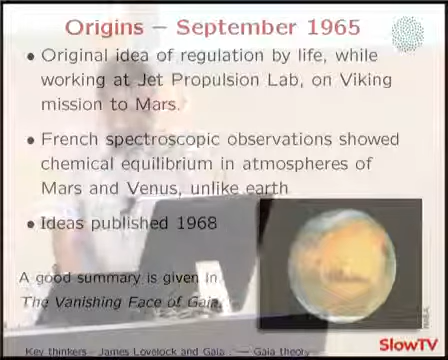 Origins – September 1965
• Original idea of regulation by life, while
working at Jet Propulsion Lab, on Viking
mission to Mars.
• French spectroscopic observations showed
chemical equilibrium in atmospheres of
Mars and Venus, unlike earth
• Ideas published 1968
A good summary is given in
The Vanishing Face of Gaia.
NASA
SlowTV
Key thinkers - James Lovelock and Gaia
Gaia theory